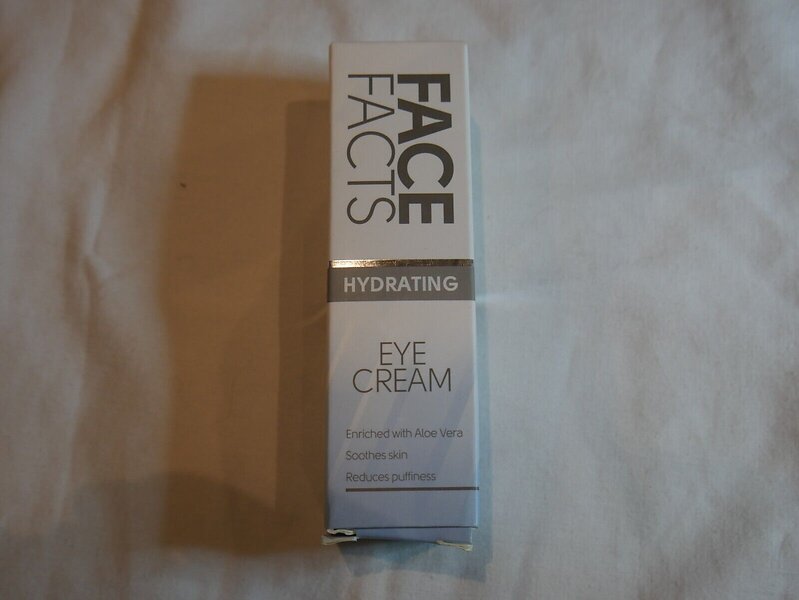 FACE
FACTS
HYDRATING
EYE
CREAM
Enriched with Aloe Vera
Soothes skin
Reduces puffiness